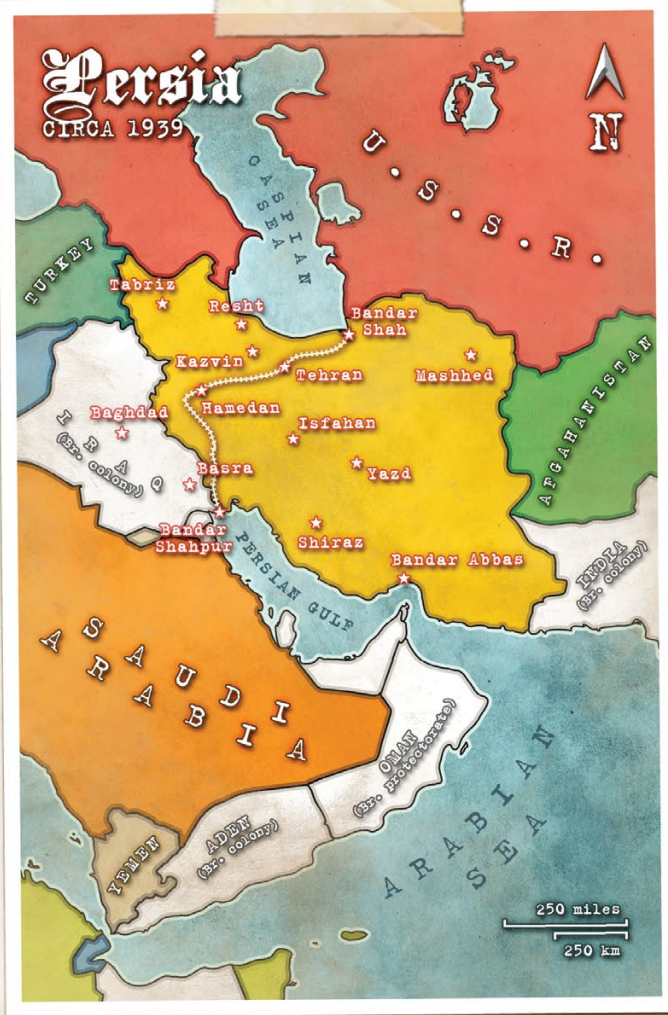 Persia
CIRCA 1939
N
U.S.S.R.
CASPIAN
SEA
TURKEY
Tabriz
Resht
Bandar
Shah
Kazvin
Tehran
Mashhed
AFGAHANISTAN
Hamedan
Baghdad
IRAQ
(Br. colony)
Isfahan
Basra
Yazd
Bandar
Shahpur
Shiraz
PERSIAN GULF
Bandar Abbas
INDIA
(Br. colony)
SAUDI
ARABIA
OMAN
(Br. protectorate)
ADEN
(Br. colony)
YEMEN
ARABIAN
SEA
250 miles
250 km